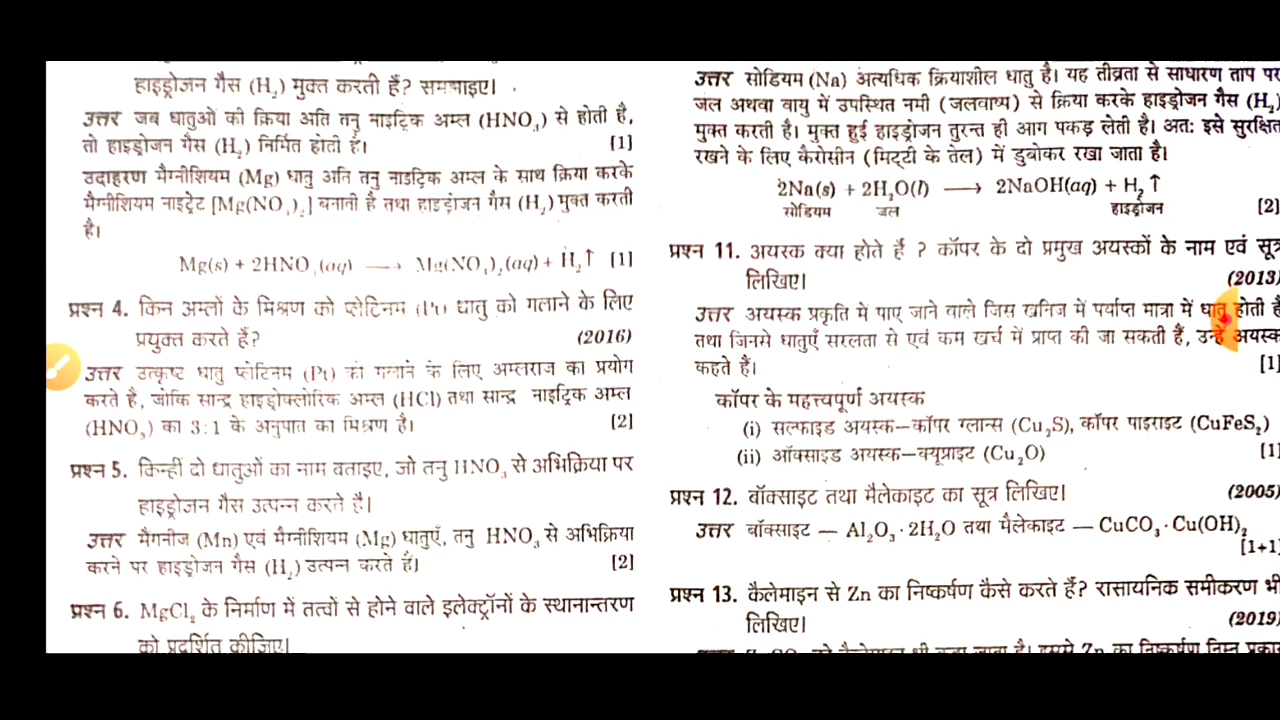 हाइड्रोजन गैस (H₂) मुक्त करती हैं? समझाइए।
उत्तर जब धातुओं की क्रिया अति तनु नाइट्रिक अम्ल (HNO₃) से होती है,
तो हाइड्रोजन गैस (H₂) निर्मित होती है। [1]
उदाहरण मैग्नीशियम (Mg) धातु अति तनु नाइट्रिक अम्ल के साथ क्रिया करके
मैग्नीशियम नाइट्रेट [Mg(NO₃)₂] बनाती है तथा हाइड्रोजन गैस (H₂) मुक्त करती
है।
Mg(s) + 2HNO₃(aq) ⟶ Mg(NO₃)₂(aq) + H₂↑ [1]
प्रश्न 4. किन अम्लों के मिश्रण को प्लेटिनम (Pt) धातु को गलाने के लिए
प्रयुक्त करते हैं? (2016)
उत्तर उत्कृष्ट धातु प्लेटिनम (Pt) को गलाने के लिए अम्लराज का प्रयोग
करते हैं, जोकि सान्द्र हाइड्रोक्लोरिक अम्ल (HCl) तथा सान्द्र नाइट्रिक अम्ल
(HNO₃) का 3:1 के अनुपात का मिश्रण है। [2]
प्रश्न 5. किन्हीं दो धातुओं का नाम बताइए, जो तनु HNO₃ से अभिक्रिया पर
हाइड्रोजन गैस उत्पन्न करते है।
उत्तर मैंगनीज (Mn) एवं मैग्नीशियम (Mg) धातुएँ, तनु HNO₃ से अभिक्रिया
करने पर हाइड्रोजन गैस (H₂) उत्पन्न करते हैं। [2]
प्रश्न 6. MgCl₂ के निर्माण में तत्वों से होने वाले इलेक्ट्रॉनों के स्थानान्तरण
को प्रदर्शित कीजिए।
उत्तर सोडियम (Na) अत्यधिक क्रियाशील धातु है। यह तीव्रता से साधारण ताप पर
जल अथवा वायु में उपस्थित नमी (जलवाष्प) से क्रिया करके हाइड्रोजन गैस (H₂)
मुक्त करती है। मुक्त हुई हाइड्रोजन तुरन्त ही आग पकड़ लेती है। अतः इसे सुरक्षित
रखने के लिए कैरोसीन (मिट्टी के तेल) में डुबोकर रखा जाता है।
2Na(s) + 2H₂O(l) ⟶ 2NaOH(aq) + H₂↑
सोडियम जल हाइड्रोजन [2]
प्रश्न 11. अयस्क क्या होते हैं ? कॉपर के दो प्रमुख अयस्कों के नाम एवं सूत्र
लिखिए। (2013)
उत्तर अयस्क प्रकृति में पाए जाने वाले जिस खनिज में पर्याप्त मात्रा में धातु होती है
तथा जिनसे धातुएँ सरलता से एवं कम खर्च में प्राप्त की जा सकती हैं, उन्हें अयस्क
कहते हैं। [1]
कॉपर के महत्त्वपूर्ण अयस्क
(i) सल्फाइड अयस्क–कॉपर ग्लान्स (Cu₂S), कॉपर पाइराइट (CuFeS₂)
(ii) ऑक्साइड अयस्क–क्यूप्राइट (Cu₂O) [1]
प्रश्न 12. बॉक्साइट तथा मैलेकाइट का सूत्र लिखिए। (2005)
उत्तर बॉक्साइट — Al₂O₃·2H₂O तथा मैलेकाइट — CuCO₃·Cu(OH)₂
[1+1]
प्रश्न 13. कैलेमाइन से Zn का निष्कर्षण कैसे करते हैं? रासायनिक समीकरण भी
लिखिए। (2019)